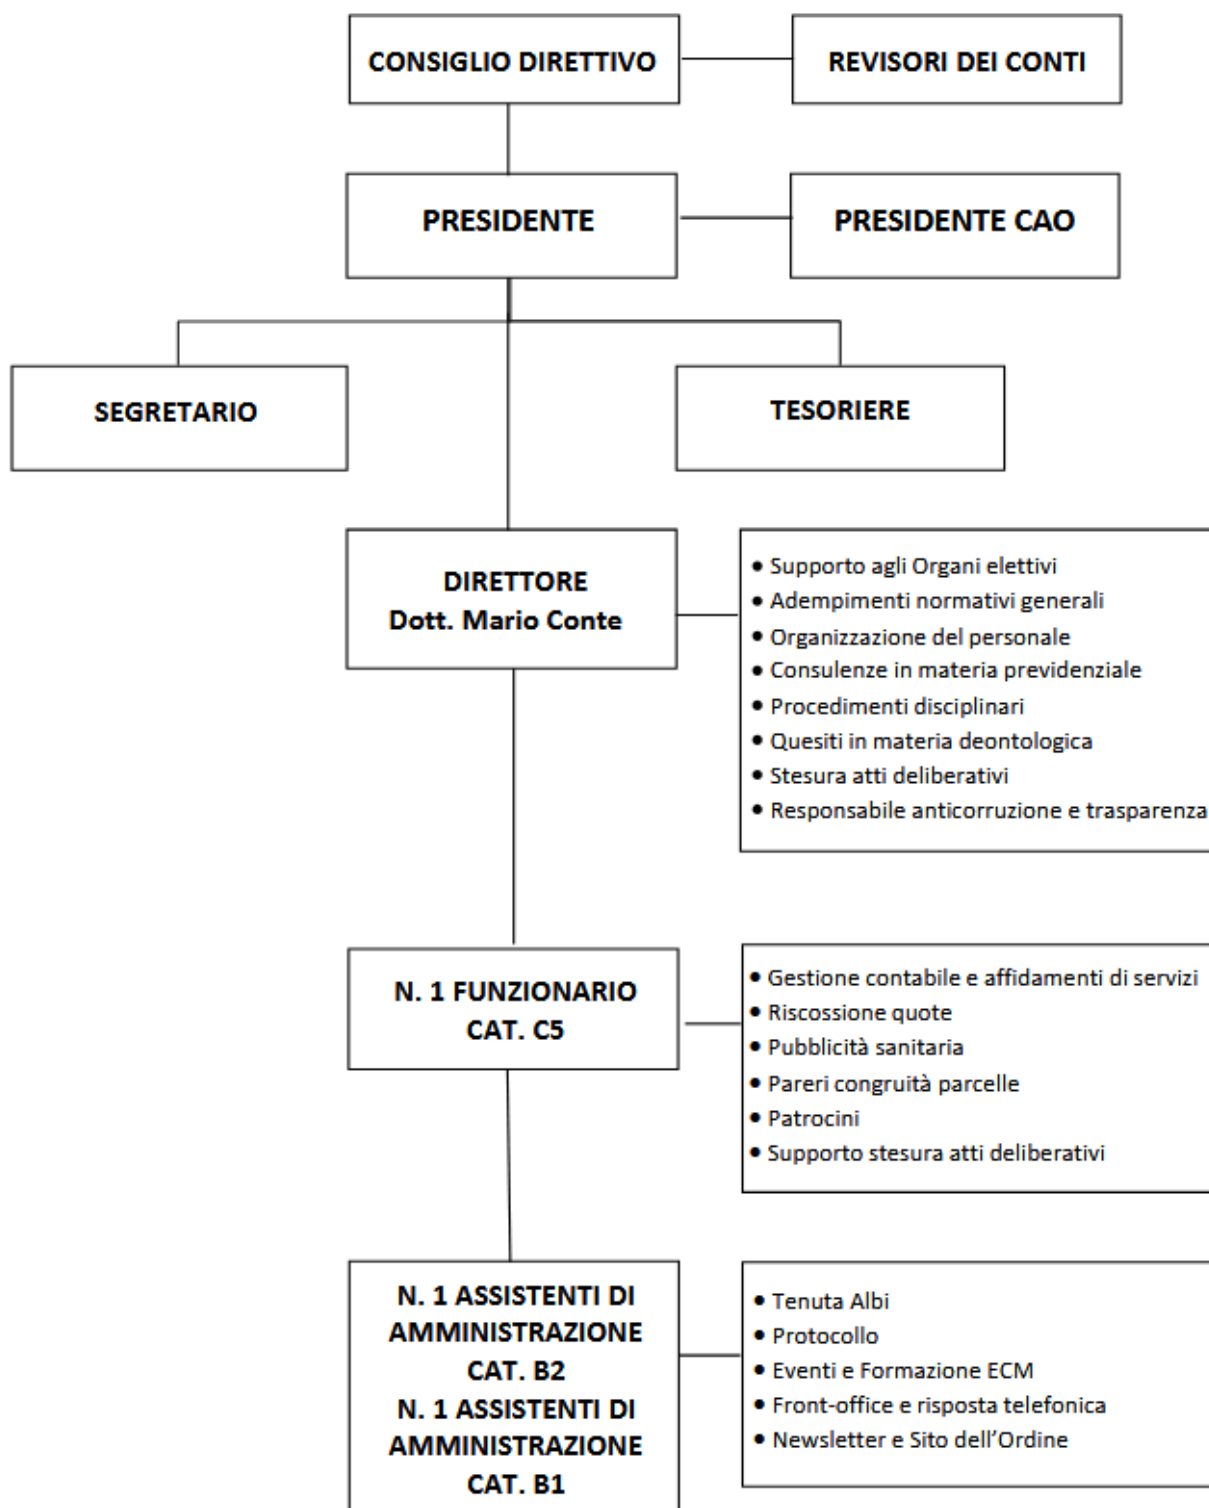 CONSIGLIO DIRETTIVO
REVISORI DEI CONTI
PRESIDENTE
PRESIDENTE CAO
SEGRETARIO
TESORIERE
DIRETTORE
Dott. Mario Conte
• Supporto agli Organi elettivi
• Adempimenti normativi generali
• Organizzazione del personale
• Consulenze in materia previdenziale
• Procedimenti disciplinari
• Quesiti in materia deontologica
• Stesura atti deliberativi
• Responsabile anticorruzione e trasparenza
N. 1 FUNZIONARIO
CAT. C5
• Gestione contabile e affidamenti di servizi
• Riscossione quote
• Pubblicità sanitaria
• Pareri congruità parcelle
• Patrocini
• Supporto stesura atti deliberativi
N. 1 ASSISTENTI DI
AMMINISTRAZIONE
CAT. B2
N. 1 ASSISTENTI DI
AMMINISTRAZIONE
CAT. B1
• Tenuta Albi
• Protocollo
• Eventi e Formazione ECM
• Front-office e risposta telefonica
• Newsletter e Sito dell'Ordine